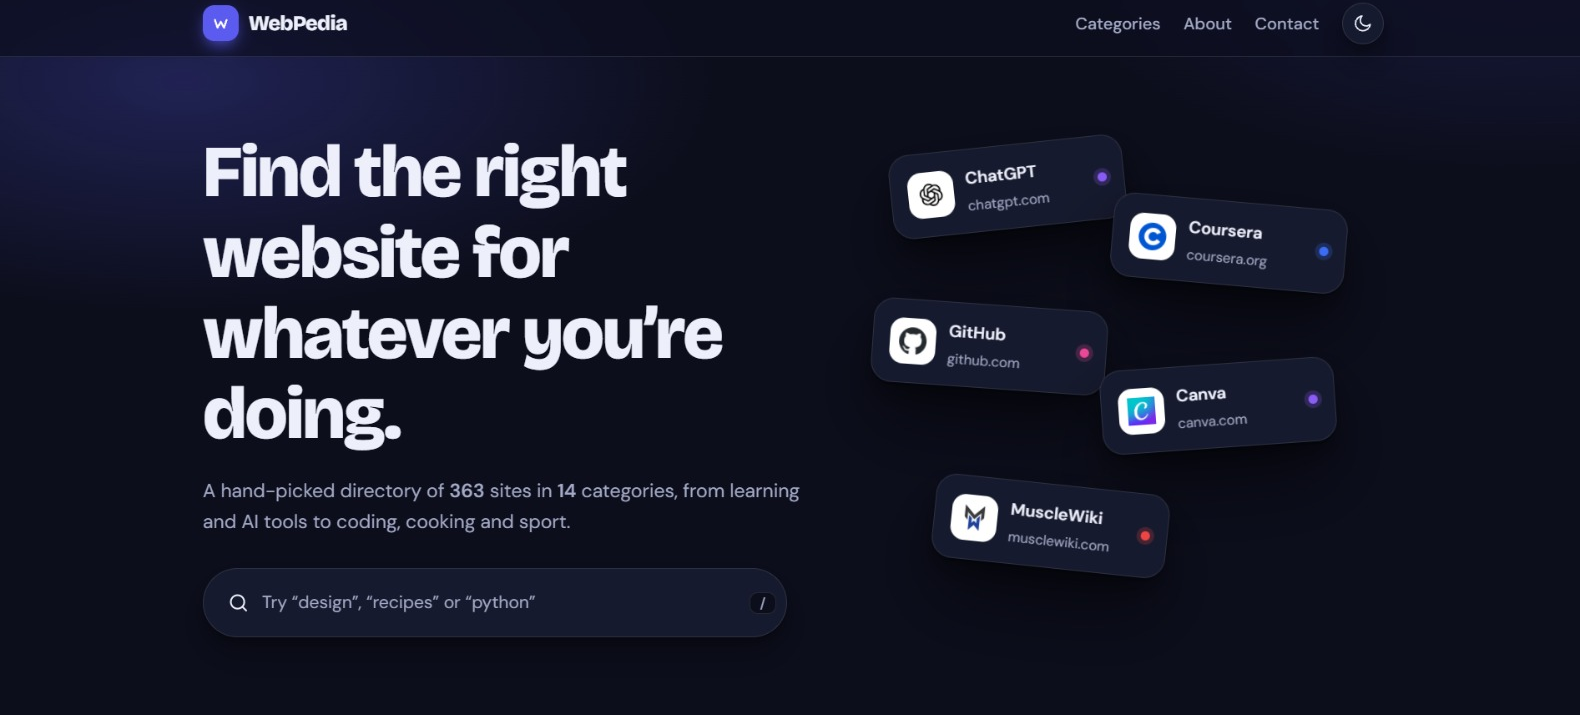 W WebPedia
Categories About Contact
Find the right
website for
whatever you’re
doing.
A hand-picked directory of 363 sites in 14 categories, from learning
and AI tools to coding, cooking and sport.
Try “design”, “recipes” or “python” /
ChatGPT
chatgpt.com
Coursera
coursera.org
GitHub
github.com
Canva
canva.com
MuscleWiki
musclewiki.com